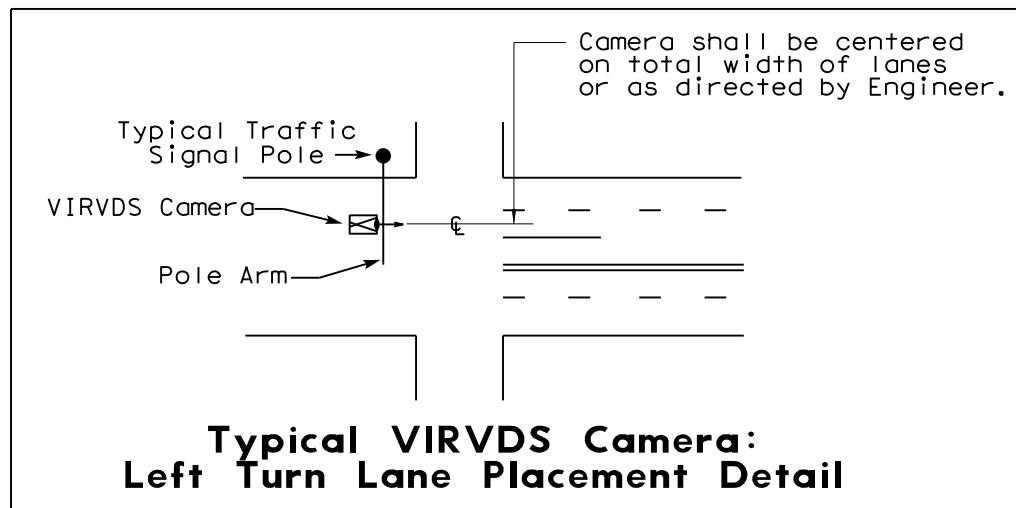 Camera shall be centered
on total width of lanes
or as directed by Engineer.
Typical Traffic
Signal Pole
VIRVDS Camera
℄
Pole Arm
Typical VIRVDS Camera:
Left Turn Lane Placement Detail